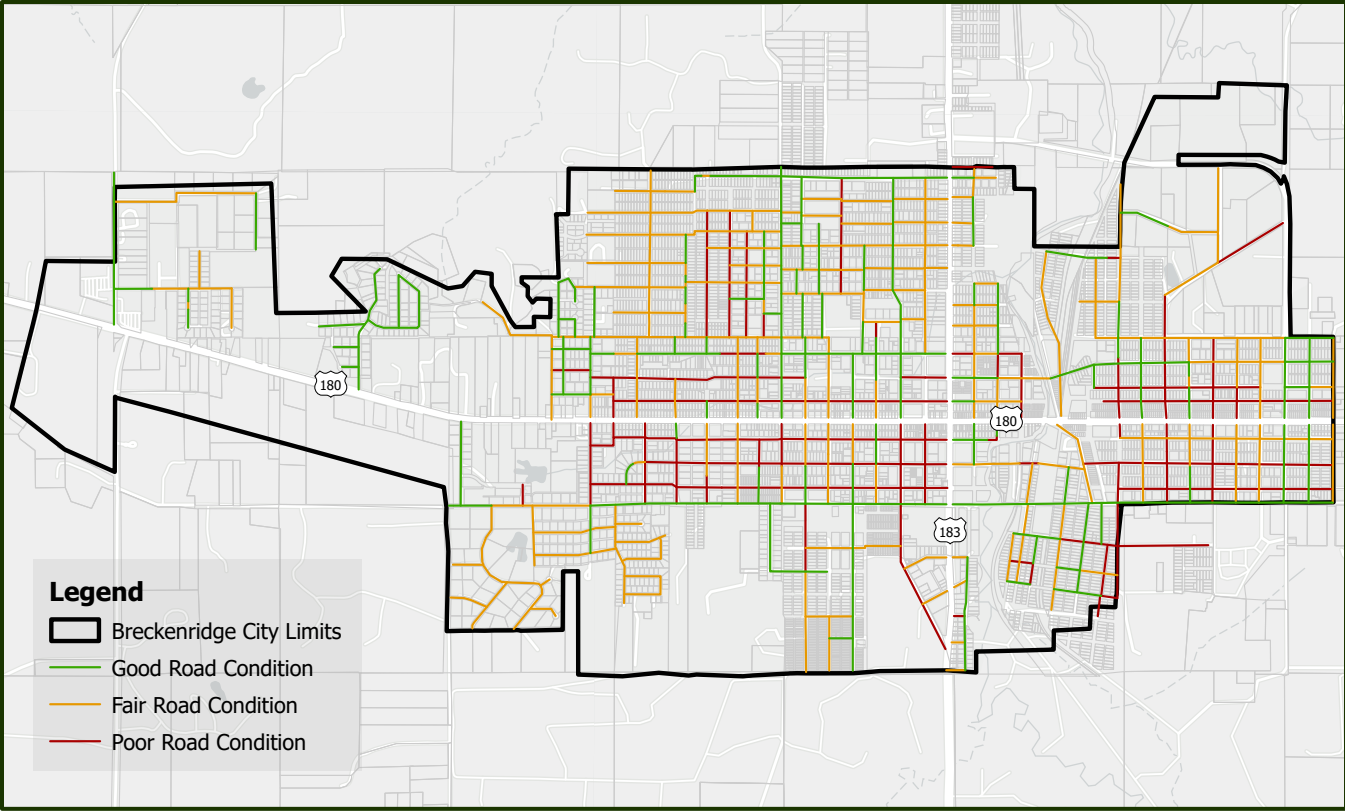 180
180
183
Legend
Breckenridge City Limits
Good Road Condition
Fair Road Condition
Poor Road Condition